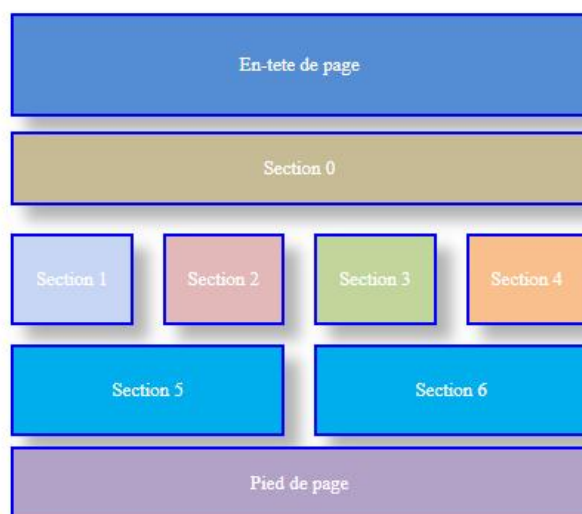 En-tete de page
Section 0
Section 1
Section 2
Section 3
Section 4
Section 5
Section 6
Pied de page